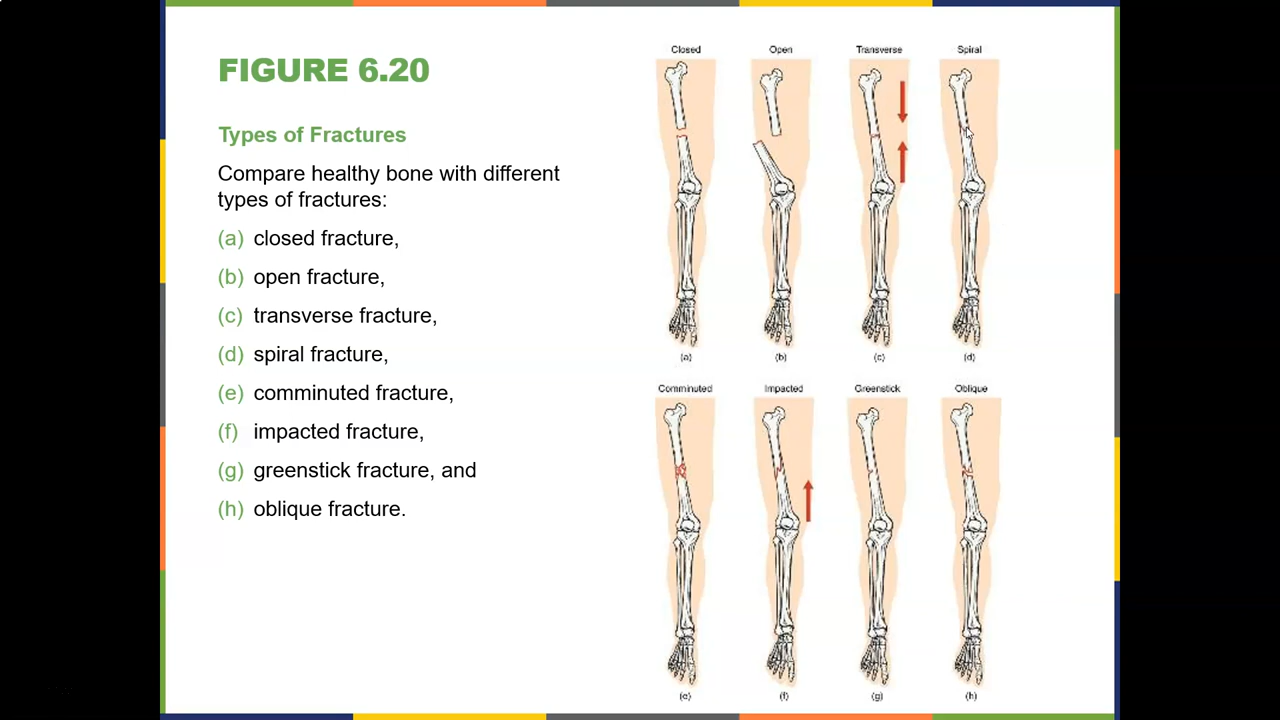 FIGURE 6.20
Types of Fractures
Compare healthy bone with different
types of fractures:
(a) closed fracture,
(b) open fracture,
(c) transverse fracture,
(d) spiral fracture,
(e) comminuted fracture,
(f) impacted fracture,
(g) greenstick fracture, and
(h) oblique fracture.
Closed Open Transverse Spiral
(a) (b) (c) (d)
Comminuted Impacted Greenstick Oblique
(e) (f) (g) (h)